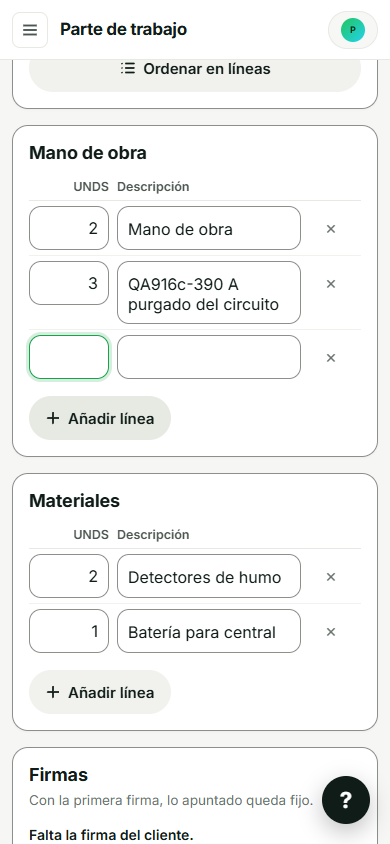 Parte de trabajo
P
Ordenar en líneas
Mano de obra
UNDS Descripción
2 Mano de obra ×
3 QA916c-390 A
purgado del circuito ×
×
+ Añadir línea
Materiales
UNDS Descripción
2 Detectores de humo ×
1 Batería para central ×
+ Añadir línea
Firmas
Con la primera firma, lo apuntado queda fijo.
?
Falta la firma del cliente.